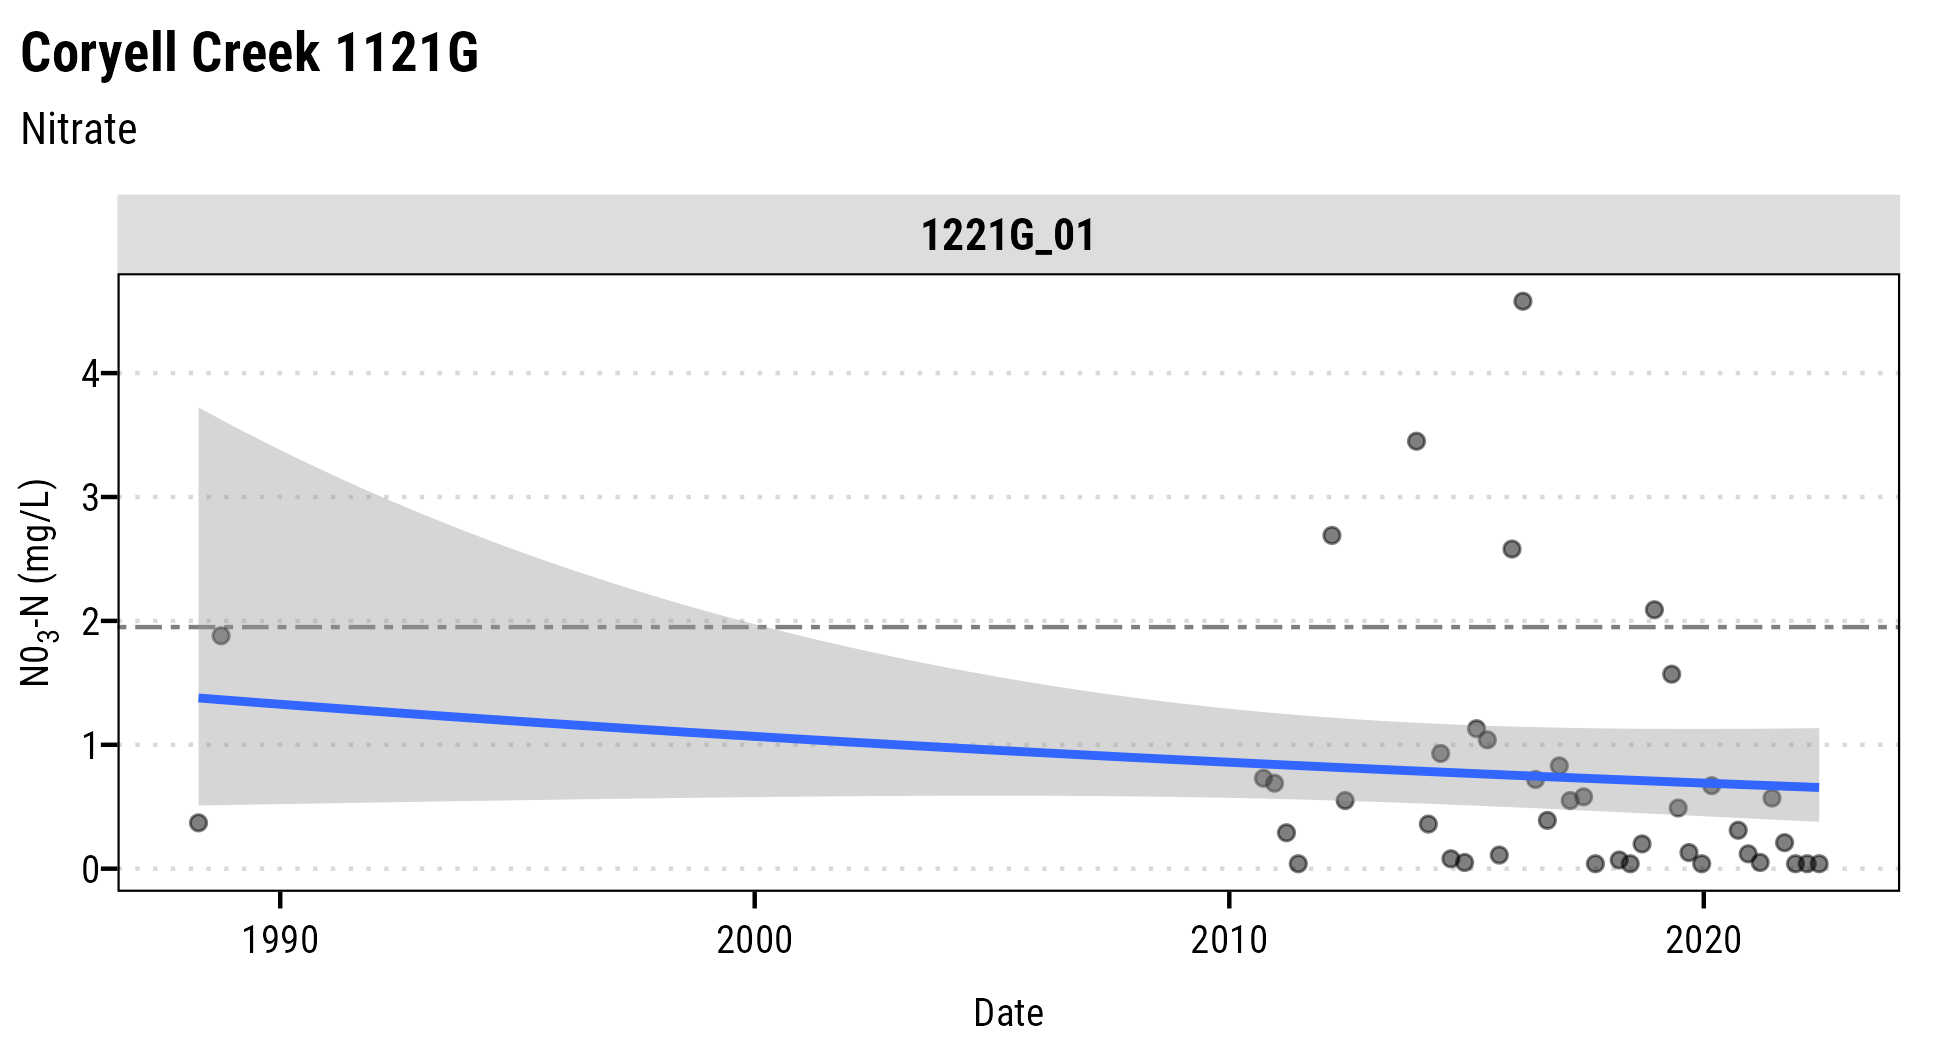 Coryell Creek 1121G
Nitrate
1221G_01
N0₃-N (mg/L)
4
3
2
1
0
1990 2000 2010 2020
Date